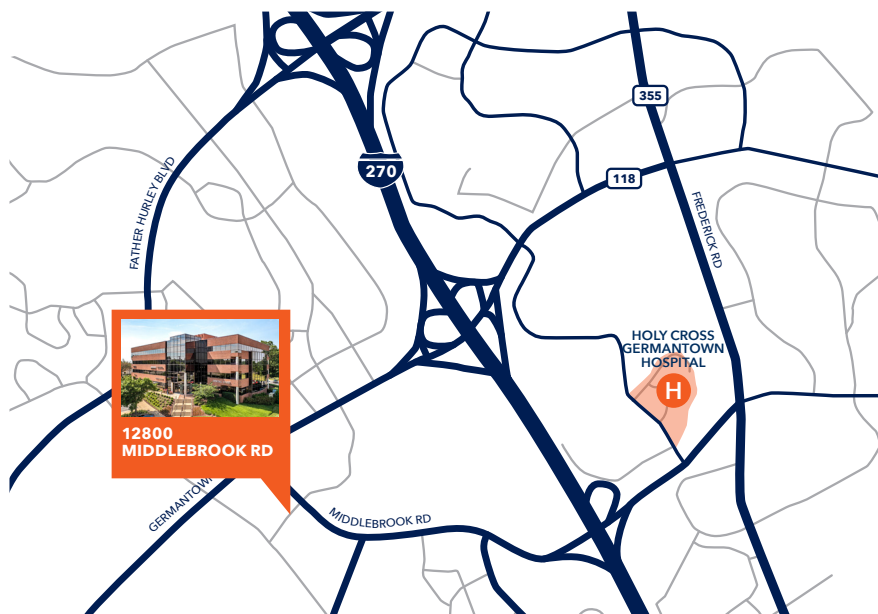 355
270
118
FATHER HURLEY BLVD
FREDERICK RD
HOLY CROSS
GERMANTOWN
HOSPITAL
H
12800
MIDDLEBROOK RD
GERMANTOWN
MIDDLEBROOK RD